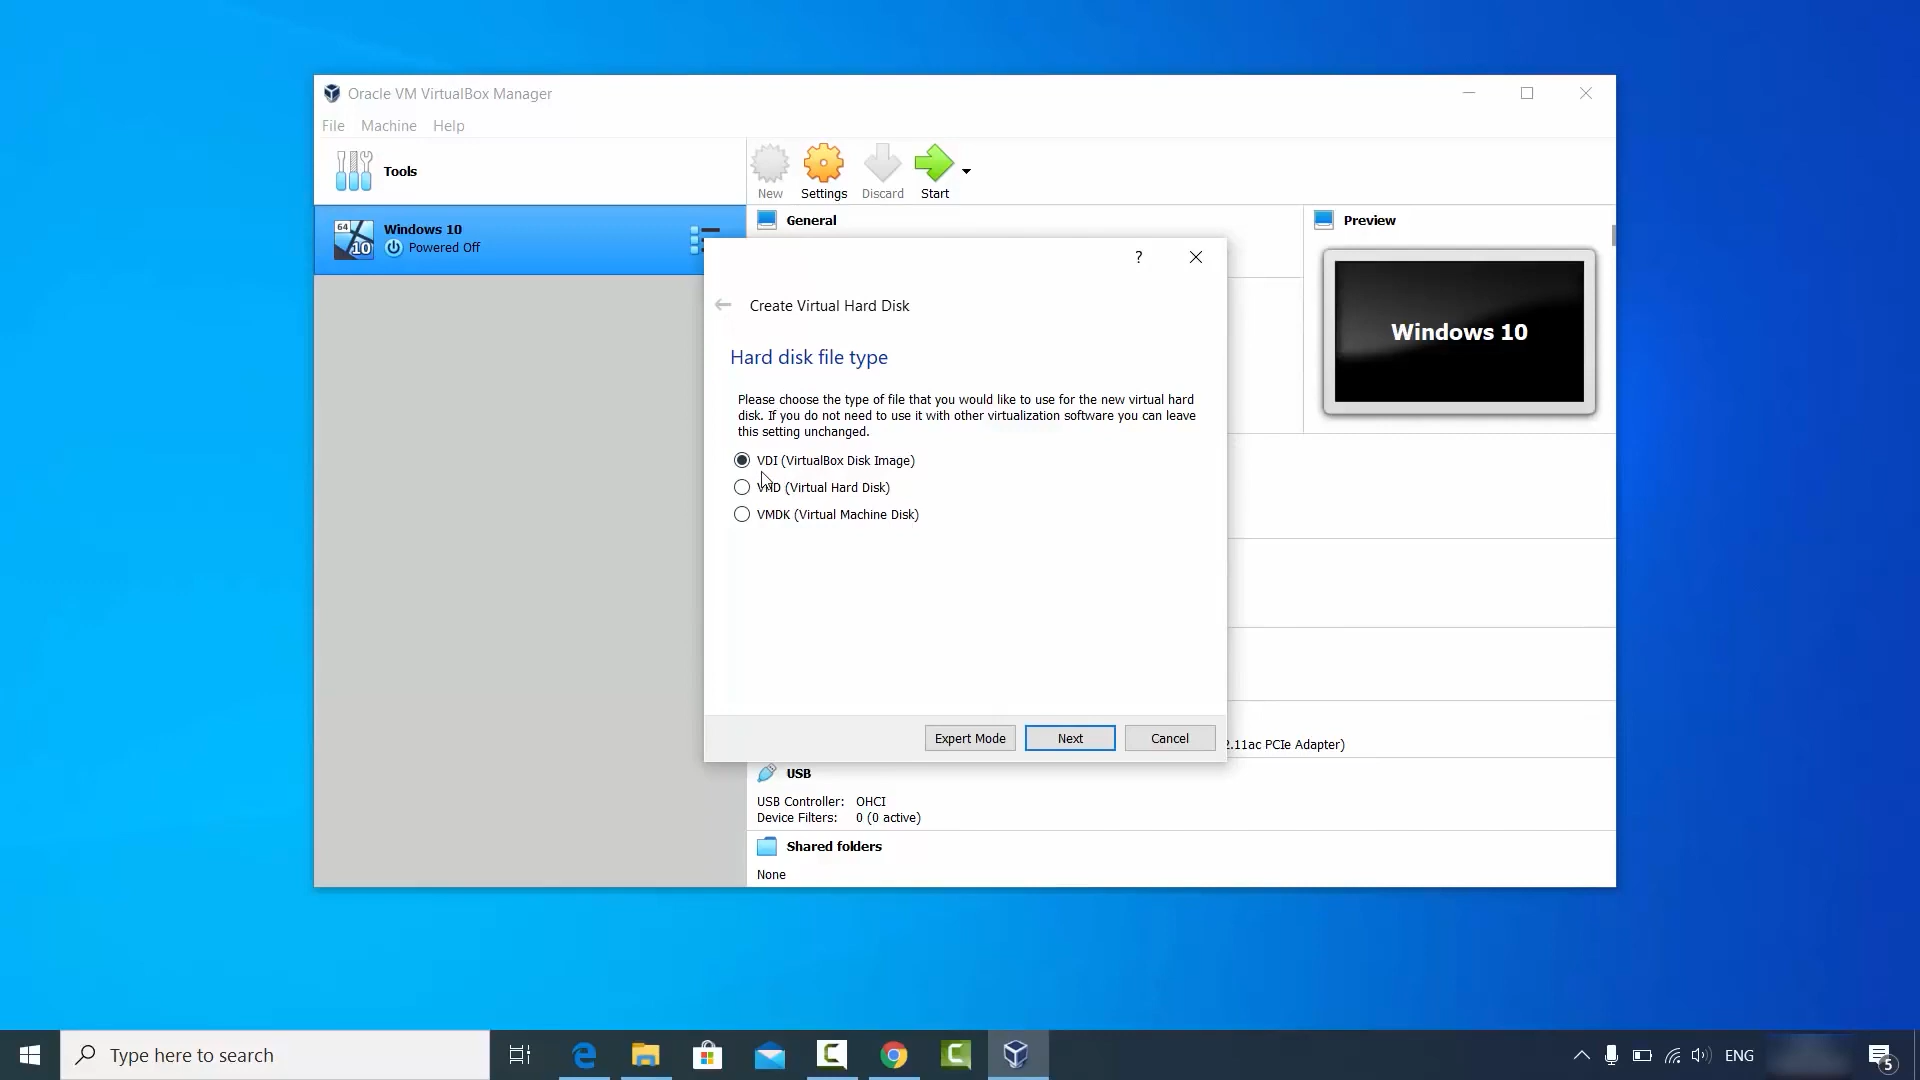 Oracle VM VirtualBox Manager
File Machine Help
Tools
New Settings Discard Start
64
10
Windows 10
Powered Off
General
Preview
Windows 10
?
Create Virtual Hard Disk
Hard disk file type
Please choose the type of file that you would like to use for the new virtual hard
disk. If you do not need to use it with other virtualization software you can leave
this setting unchanged.
VDI (VirtualBox Disk Image)
VHD (Virtual Hard Disk)
VMDK (Virtual Machine Disk)
Expert Mode Next Cancel
2.11ac PCIe Adapter)
USB
USB Controller: OHCI
Device Filters: 0 (0 active)
Shared folders
None
Type here to search
ENG
5